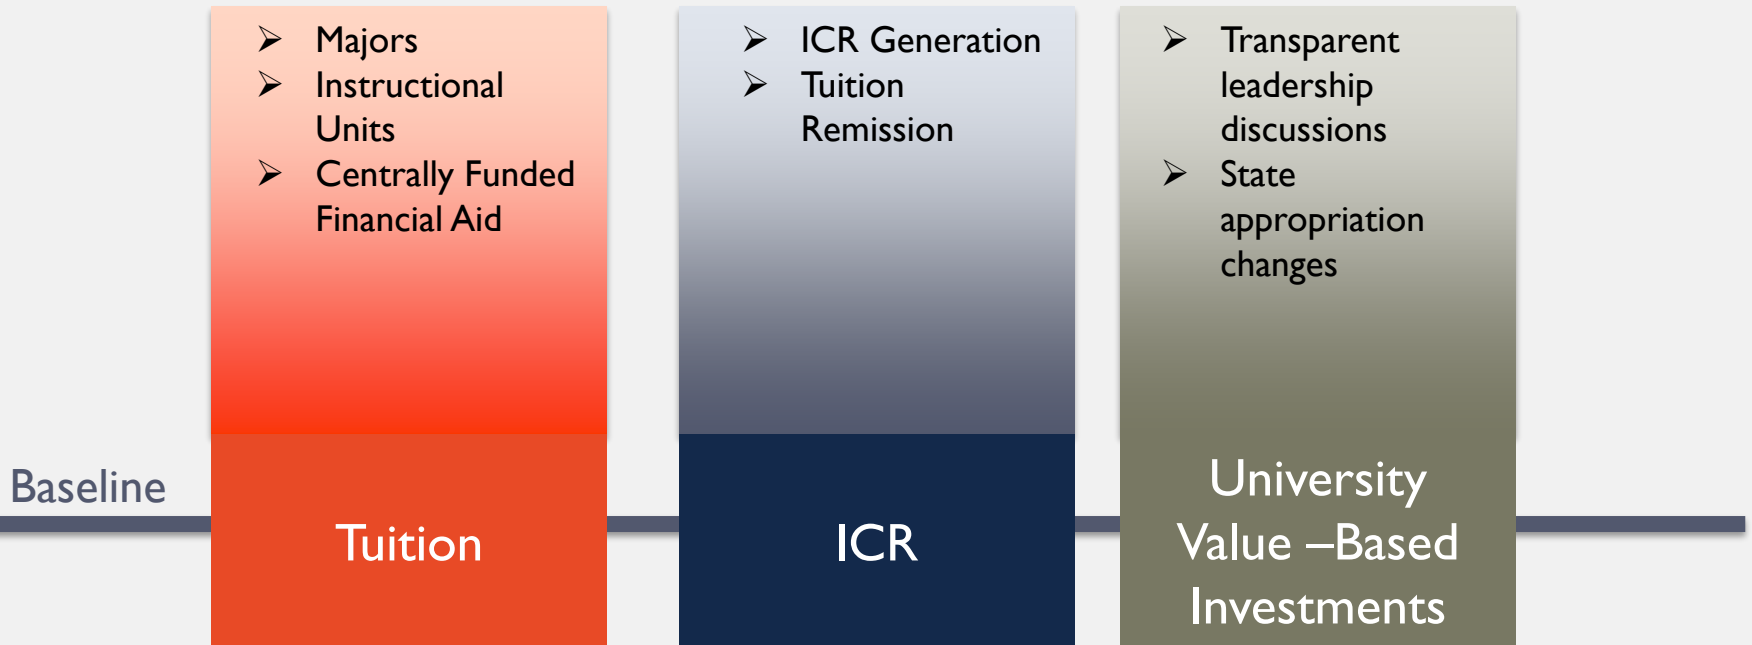 ➢ Majors
➢ Instructional
Units
➢ Centrally Funded
Financial Aid
➢ ICR Generation
➢ Tuition
Remission
➢ Transparent
leadership
discussions
➢ State
appropriation
changes
Baseline
Tuition
ICR
University
Value –Based
Investments